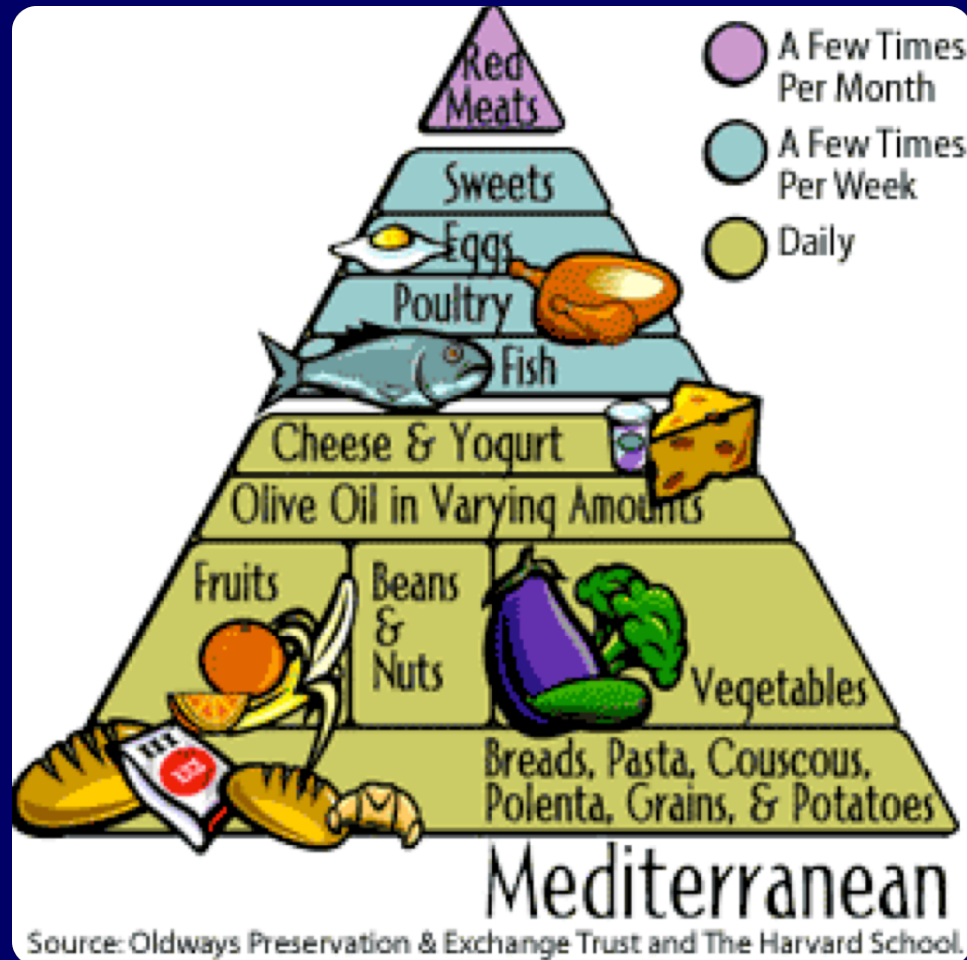 Red
Meats
A Few Times
Per Month
A Few Times
Per Week
Daily
Sweets
Eggs
Poultry
Fish
Cheese & Yogurt
Olive Oil in Varying Amounts
Fruits
Beans
&
Nuts
Vegetables
Breads, Pasta, Couscous,
Polenta, Grains, & Potatoes
Mediterranean
Source: Oldways Preservation & Exchange Trust and The Harvard School.